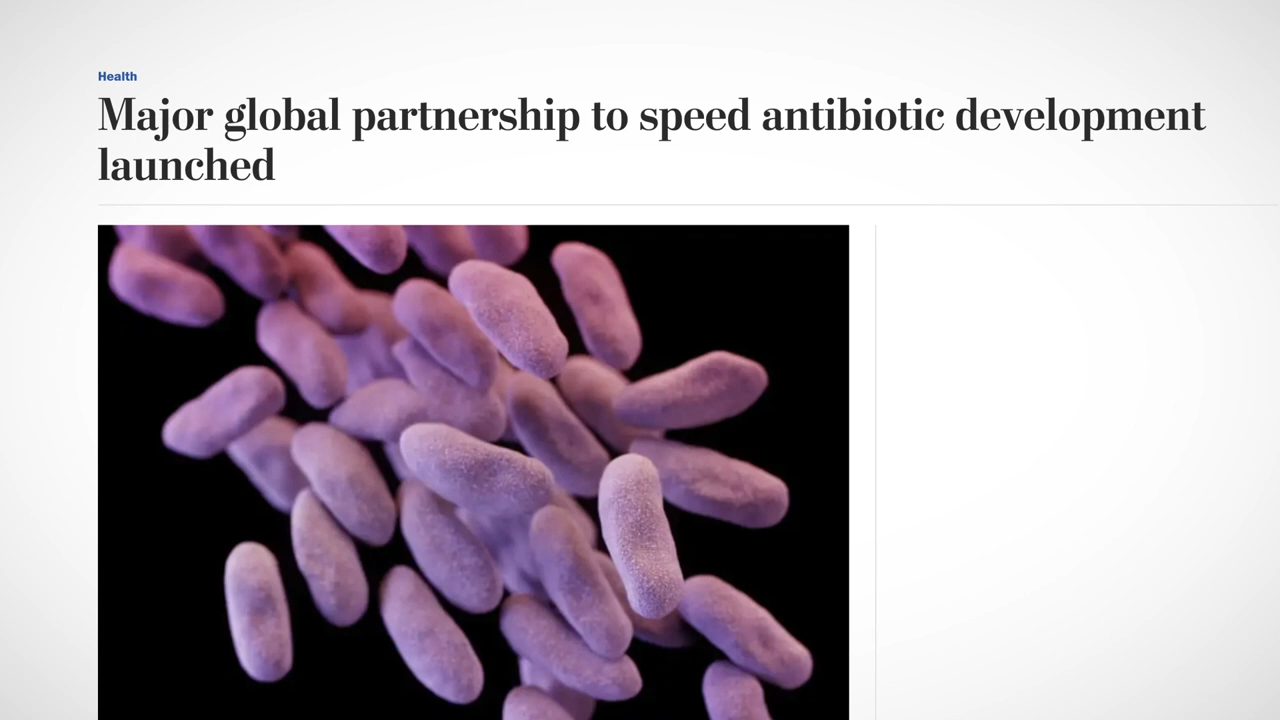 Health
Major global partnership to speed antibiotic development
launched